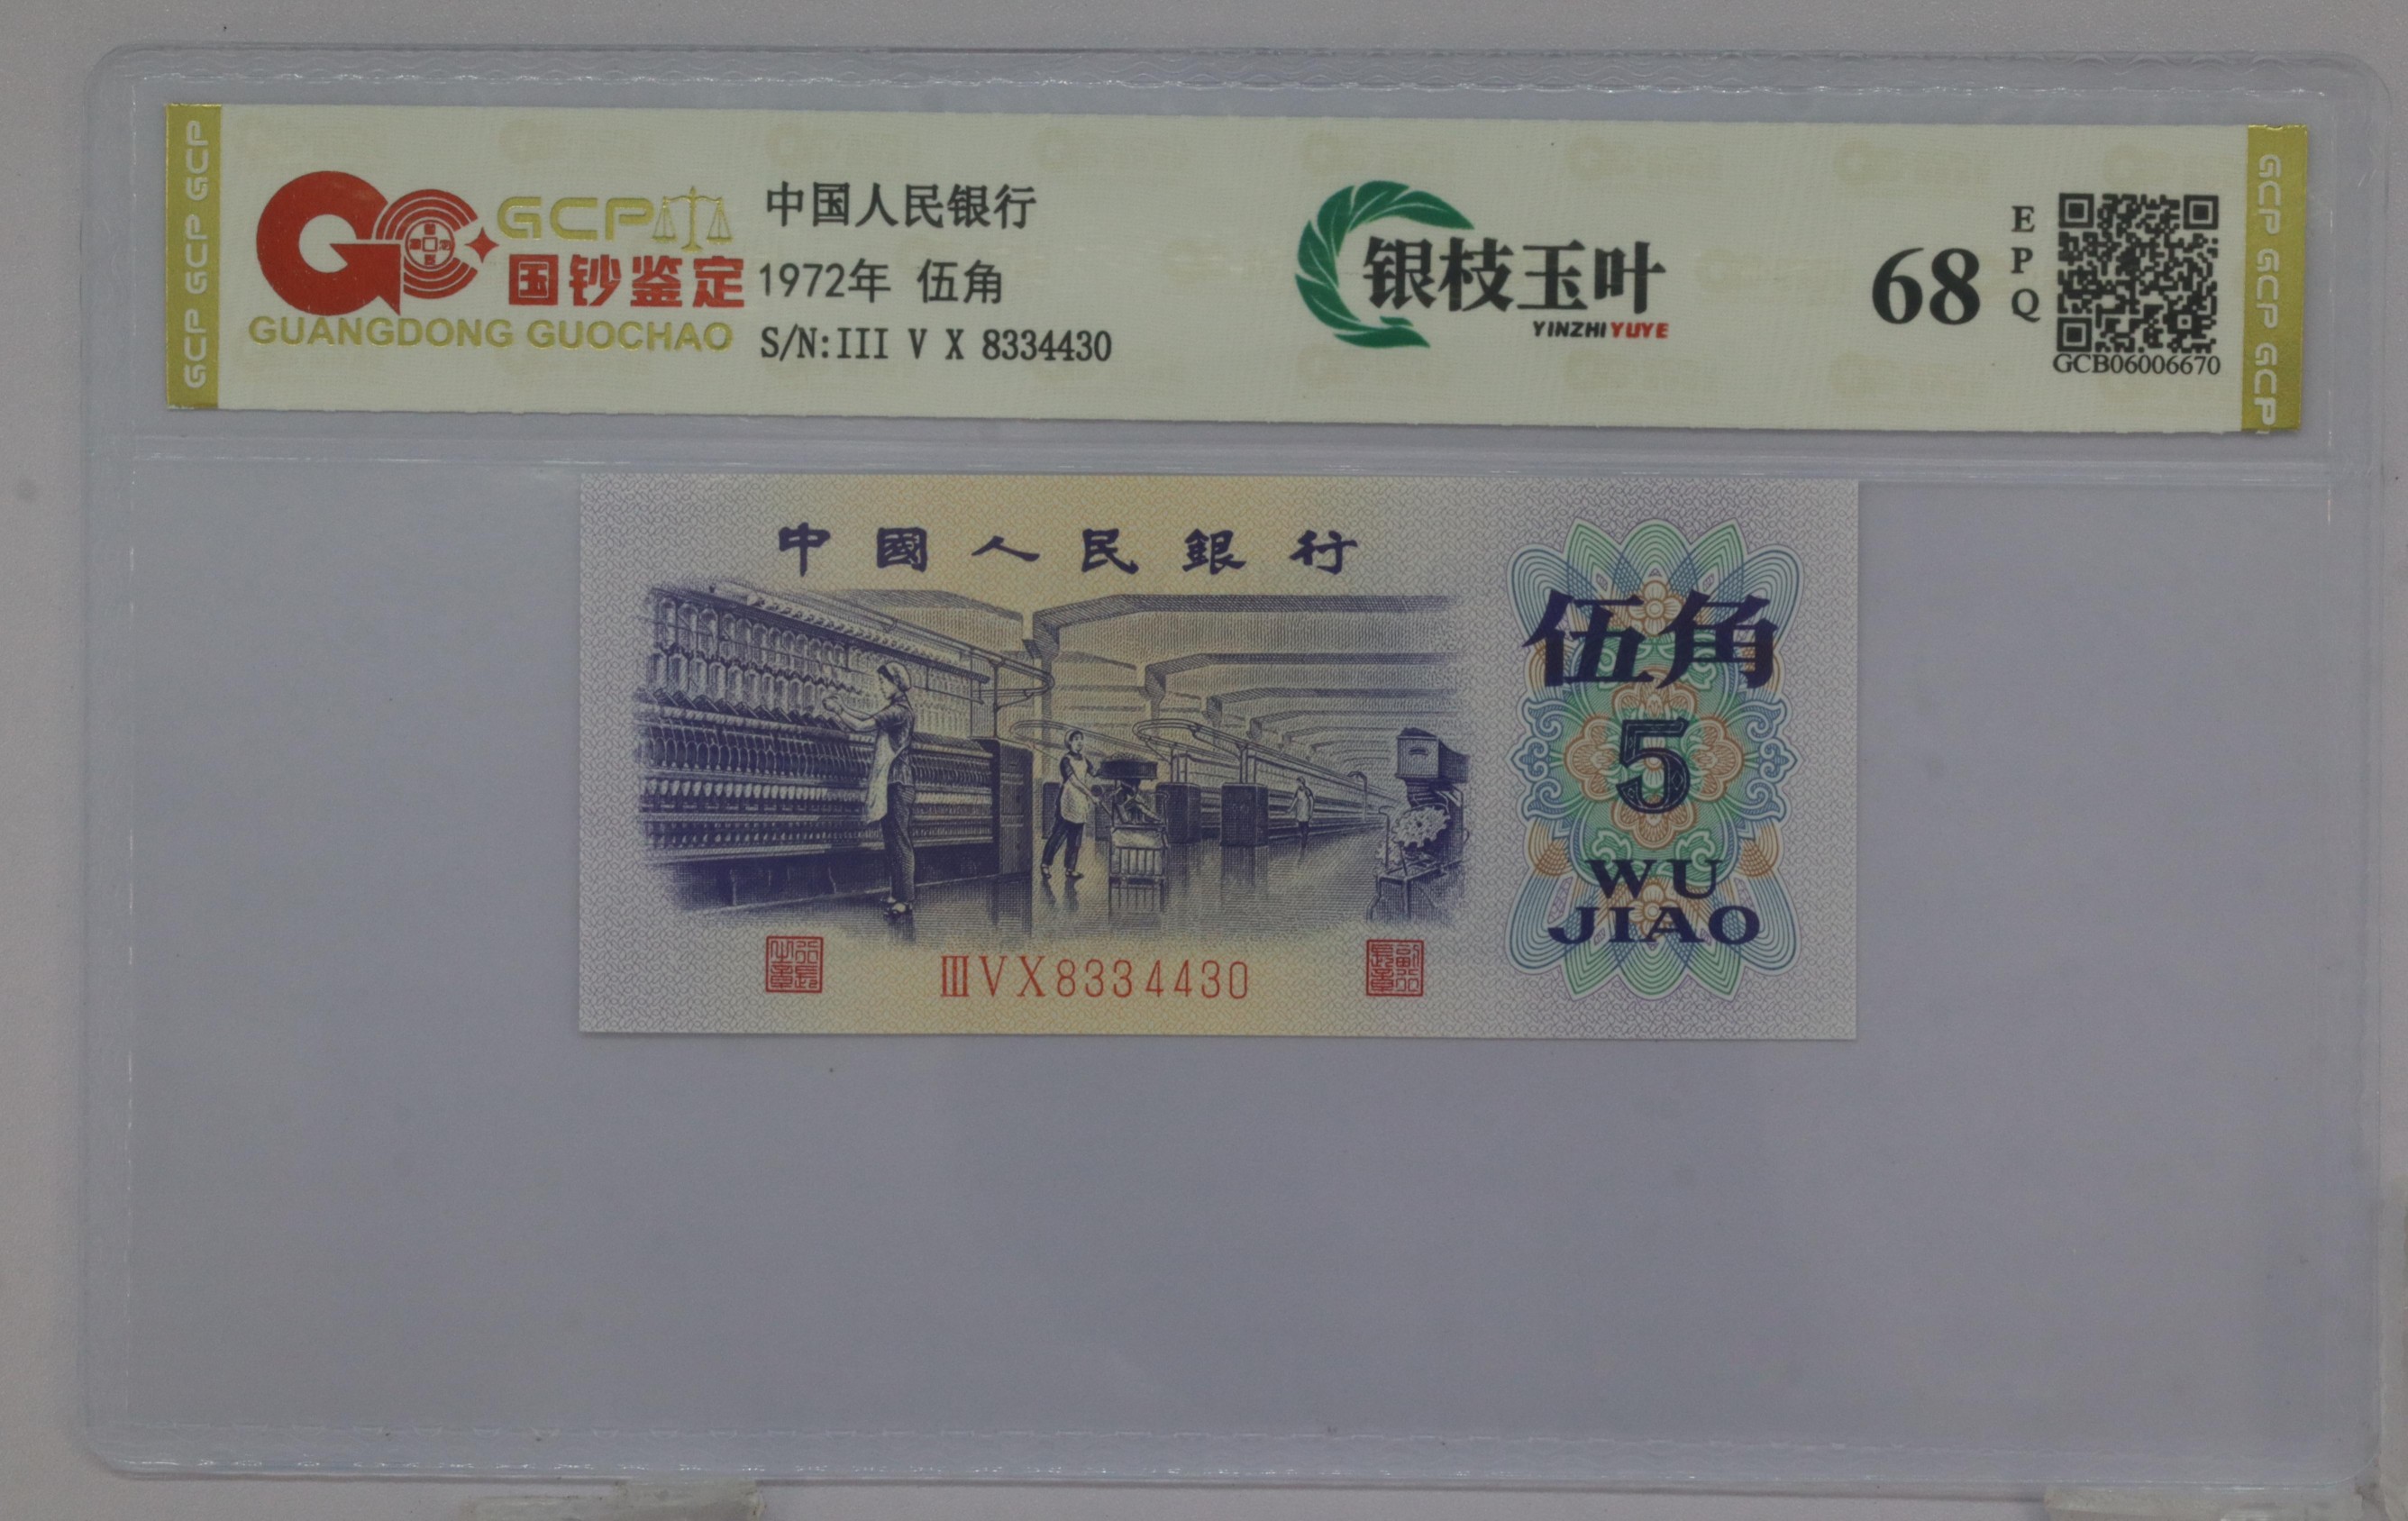 GCP GCP GCP
GCP
国钞鉴定
GUANGDONG GUOCHAO
中国人民银行
1972年 伍角
S/N:III V X 8334430
银枝玉叶
YINZHIYUYE
68
EPQ
GCB06006670
GCP GCP GCP
中國人民銀行
伍角
5
WU
JIAO
ⅢⅤⅩ8334430